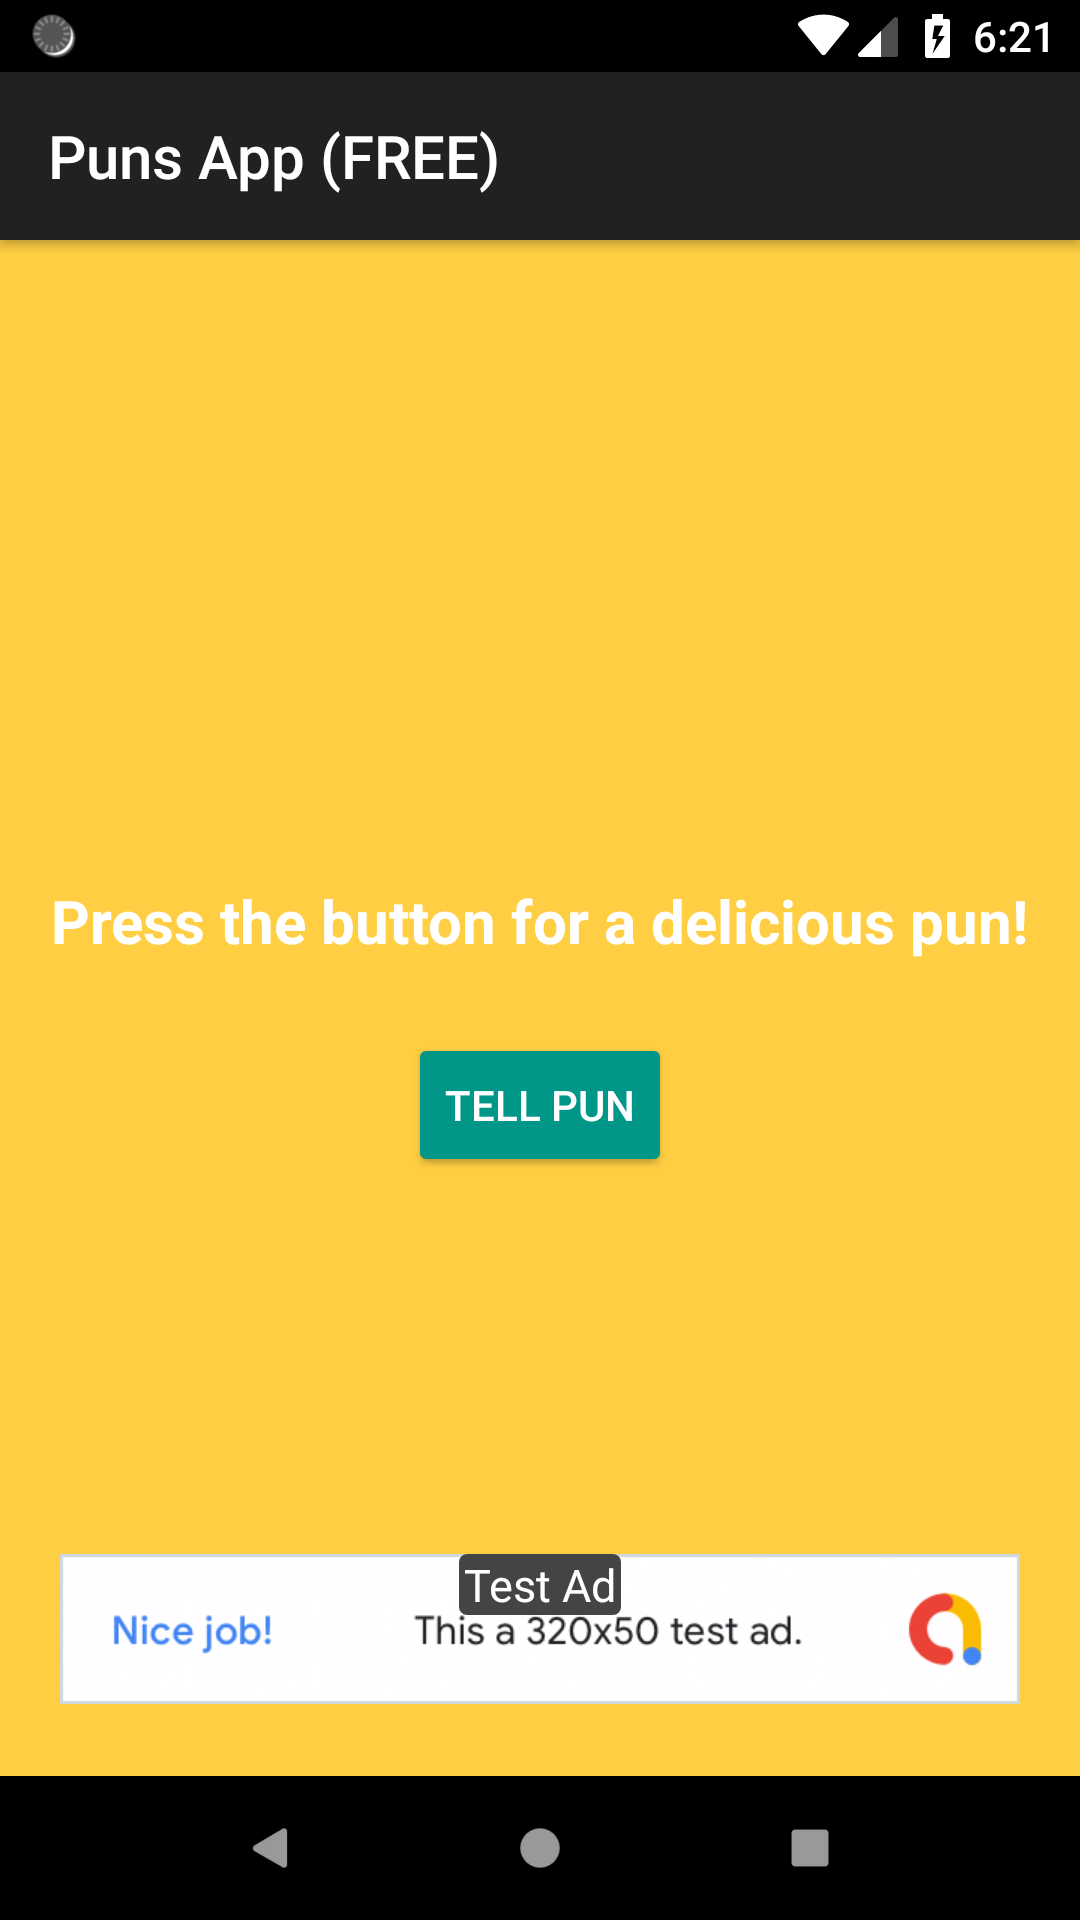 6:21
Puns App (FREE)
Press the button for a delicious pun!
TELL PUN
Test Ad
Nice job! This a 320x50 test ad.